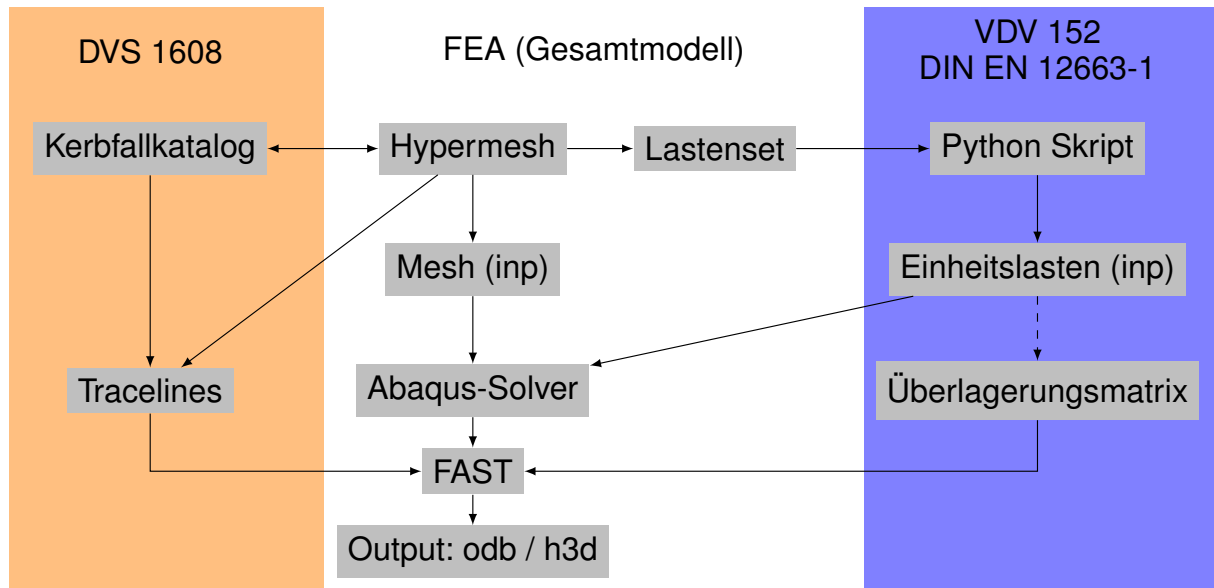 DVS 1608
FEA (Gesamtmodell)
VDV 152
DIN EN 12663-1
Kerbfallkatalog
Hypermesh
Lastenset
Python Skript
Mesh (inp)
Einheitslasten (inp)
Tracelines
Abaqus-Solver
Überlagerungsmatrix
FAST
Output: odb / h3d